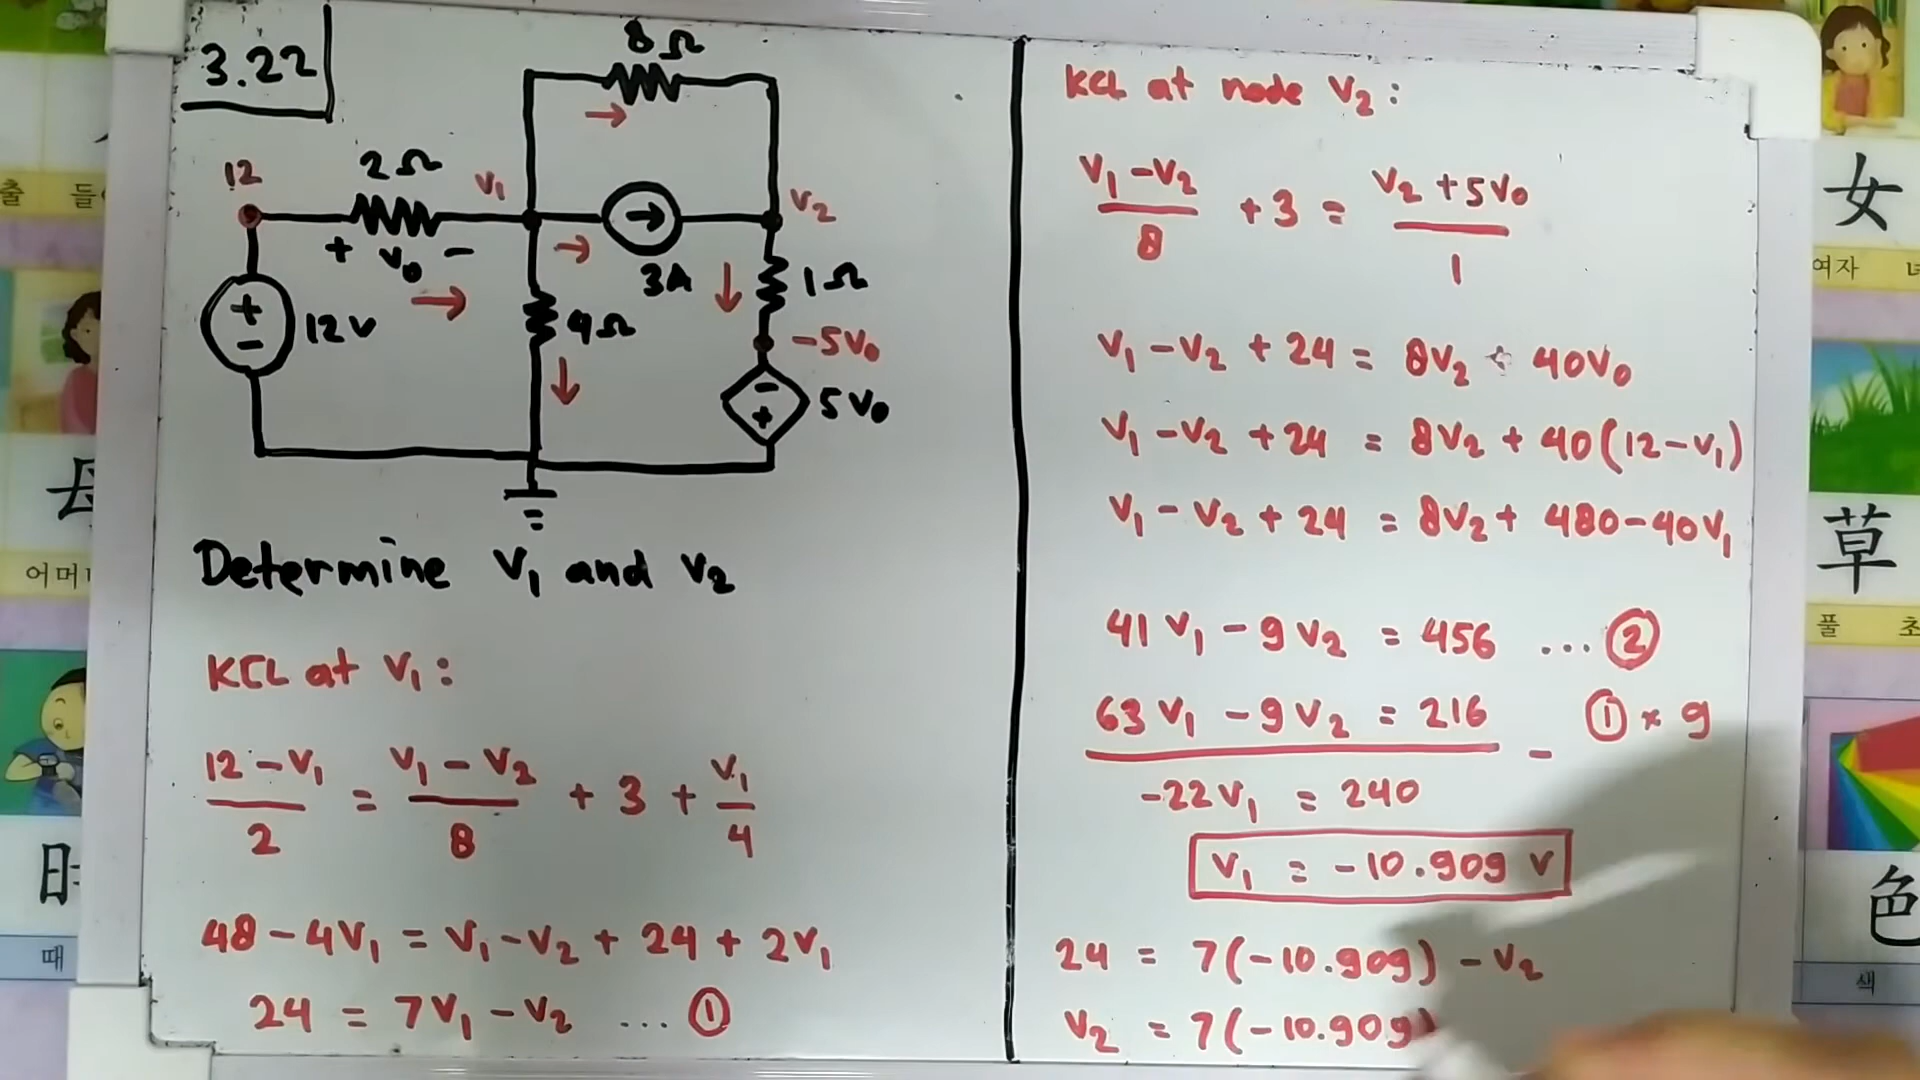 3.22
8Ω
12
2Ω
V₁
V₂
+ V₀ -
3A
1Ω
+
-
12V
4Ω
-5V₀
-
+
5V₀
Determine V₁ and V₂
KCL at V₁:
(12 - V₁)/2 = (V₁ - V₂)/8 + 3 + V₁/4
48 - 4V₁ = V₁ - V₂ + 24 + 2V₁
24 = 7V₁ - V₂ ... ①
KCL at node V₂:
(V₁ - V₂)/8 + 3 = (V₂ + 5V₀)/1
V₁ - V₂ + 24 = 8V₂ + 40V₀
V₁ - V₂ + 24 = 8V₂ + 40(12 - V₁)
V₁ - V₂ + 24 = 8V₂ + 480 - 40V₁
41V₁ - 9V₂ = 456 ... ②
63V₁ - 9V₂ = 216 ① × 9
-
-22V₁ = 240
V₁ = -10.909 V
24 = 7(-10.909) - V₂
V₂ = 7(-10.909)
출
들
母
어머
時
때
女
여자
草
풀
초
色
색